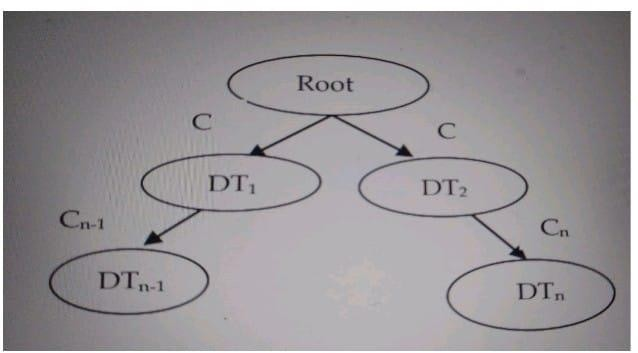 Root
C
C
DT₁
DT₂
Cₙ₋₁
Cₙ
DTₙ₋₁
DTₙ